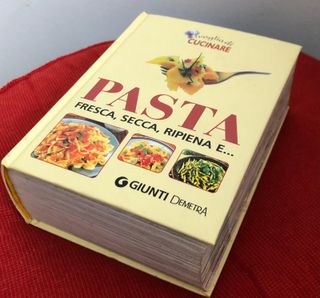 voglia di
CUCINARE
PASTA
FRESCA, SECCA, RIPIENA E...
GIUNTI DEMETRA